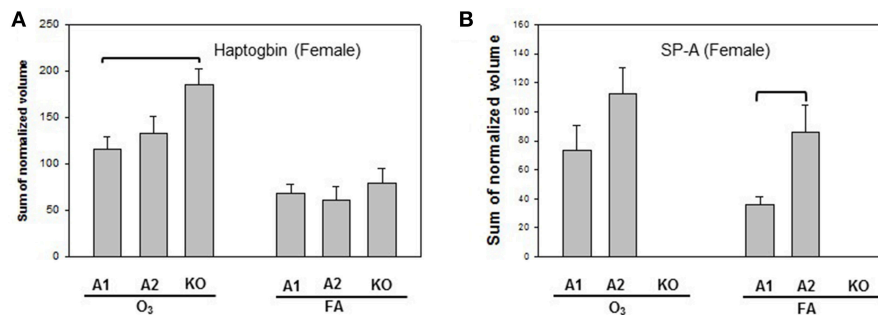 A
Haptogbin (Female)
Sum of normalized volume
250
200
150
100
50
0
A1 A2 KO A1 A2 KO
O₃ FA
B
SP-A (Female)
Sum of normalized volume
160
140
120
100
80
60
40
20
0
A1 A2 KO A1 A2 KO
O₃ FA